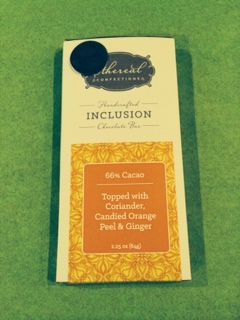 thereal
CONFECTIONS
Handcrafted
INCLUSION
Chocolate Bar
66% Cacao
Topped with
Coriander,
Candied Orange
Peel & Ginger
2.25 oz (64g)